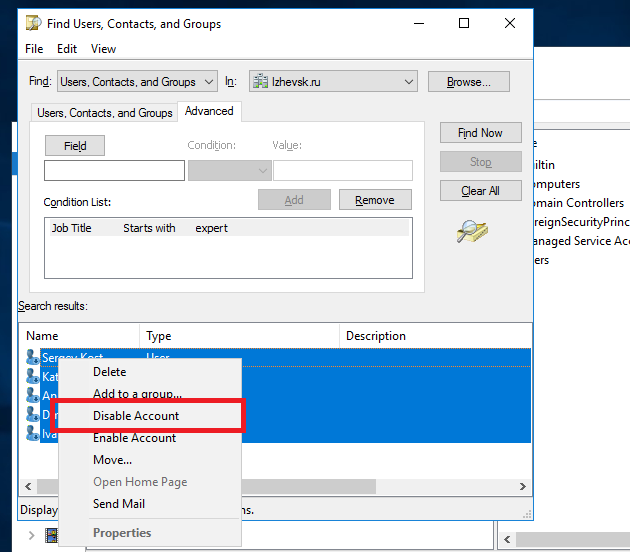 Find Users, Contacts, and Groups
File Edit View
Find: Users, Contacts, and Groups In: Izhevsk.ru Browse...
Users, Contacts, and Groups Advanced
Field Condition: Value:
Find Now
Stop
Clear All
Condition List: Add Remove
Job Title Starts with expert
Search results:
Name Type Description
Sergey Kost User
Kat
An
D
Iva
Delete
Add to a group...
Disable Account
Enable Account
Move...
Open Home Page
Send Mail
Properties
Display
ns.
e
iltin
omputers
omain Controllers
reignSecurityPrinc
anaged Service Acc
ers